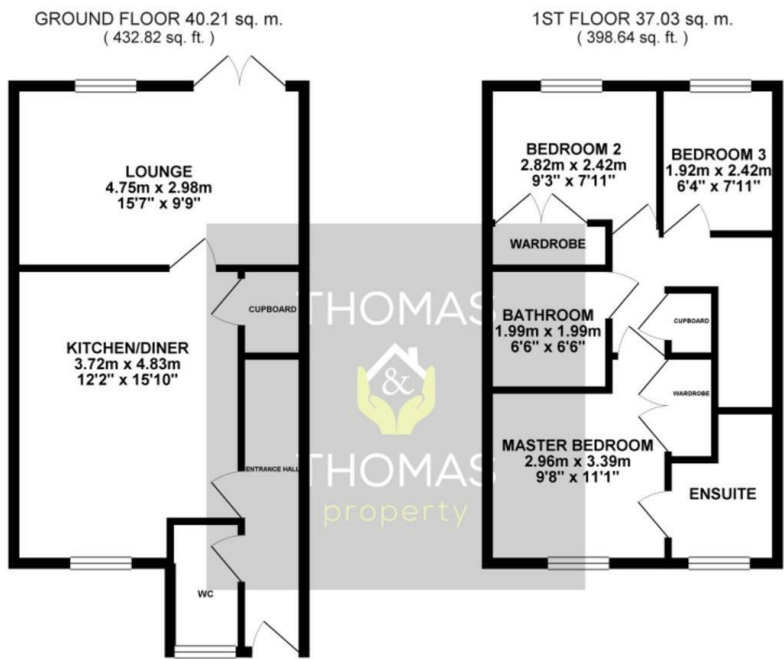 GROUND FLOOR 40.21 sq. m.
( 432.82 sq. ft. )
LOUNGE
4.75m x 2.98m
15'7" x 9'9"
CUPBOARD
KITCHEN/DINER
3.72m x 4.83m
12'2" x 15'10"
ENTRANCE HALL
WC
1ST FLOOR 37.03 sq. m.
( 398.64 sq. ft. )
BEDROOM 2
2.82m x 2.42m
9'3" x 7'11"
BEDROOM 3
1.92m x 2.42m
6'4" x 7'11"
WARDROBE
BATHROOM
1.99m x 1.99m
6'6" x 6'6"
CUPBOARD
WARDROBE
MASTER BEDROOM
2.96m x 3.39m
9'8" x 11'1"
ENSUITE
THOMAS
&
THOMAS
property